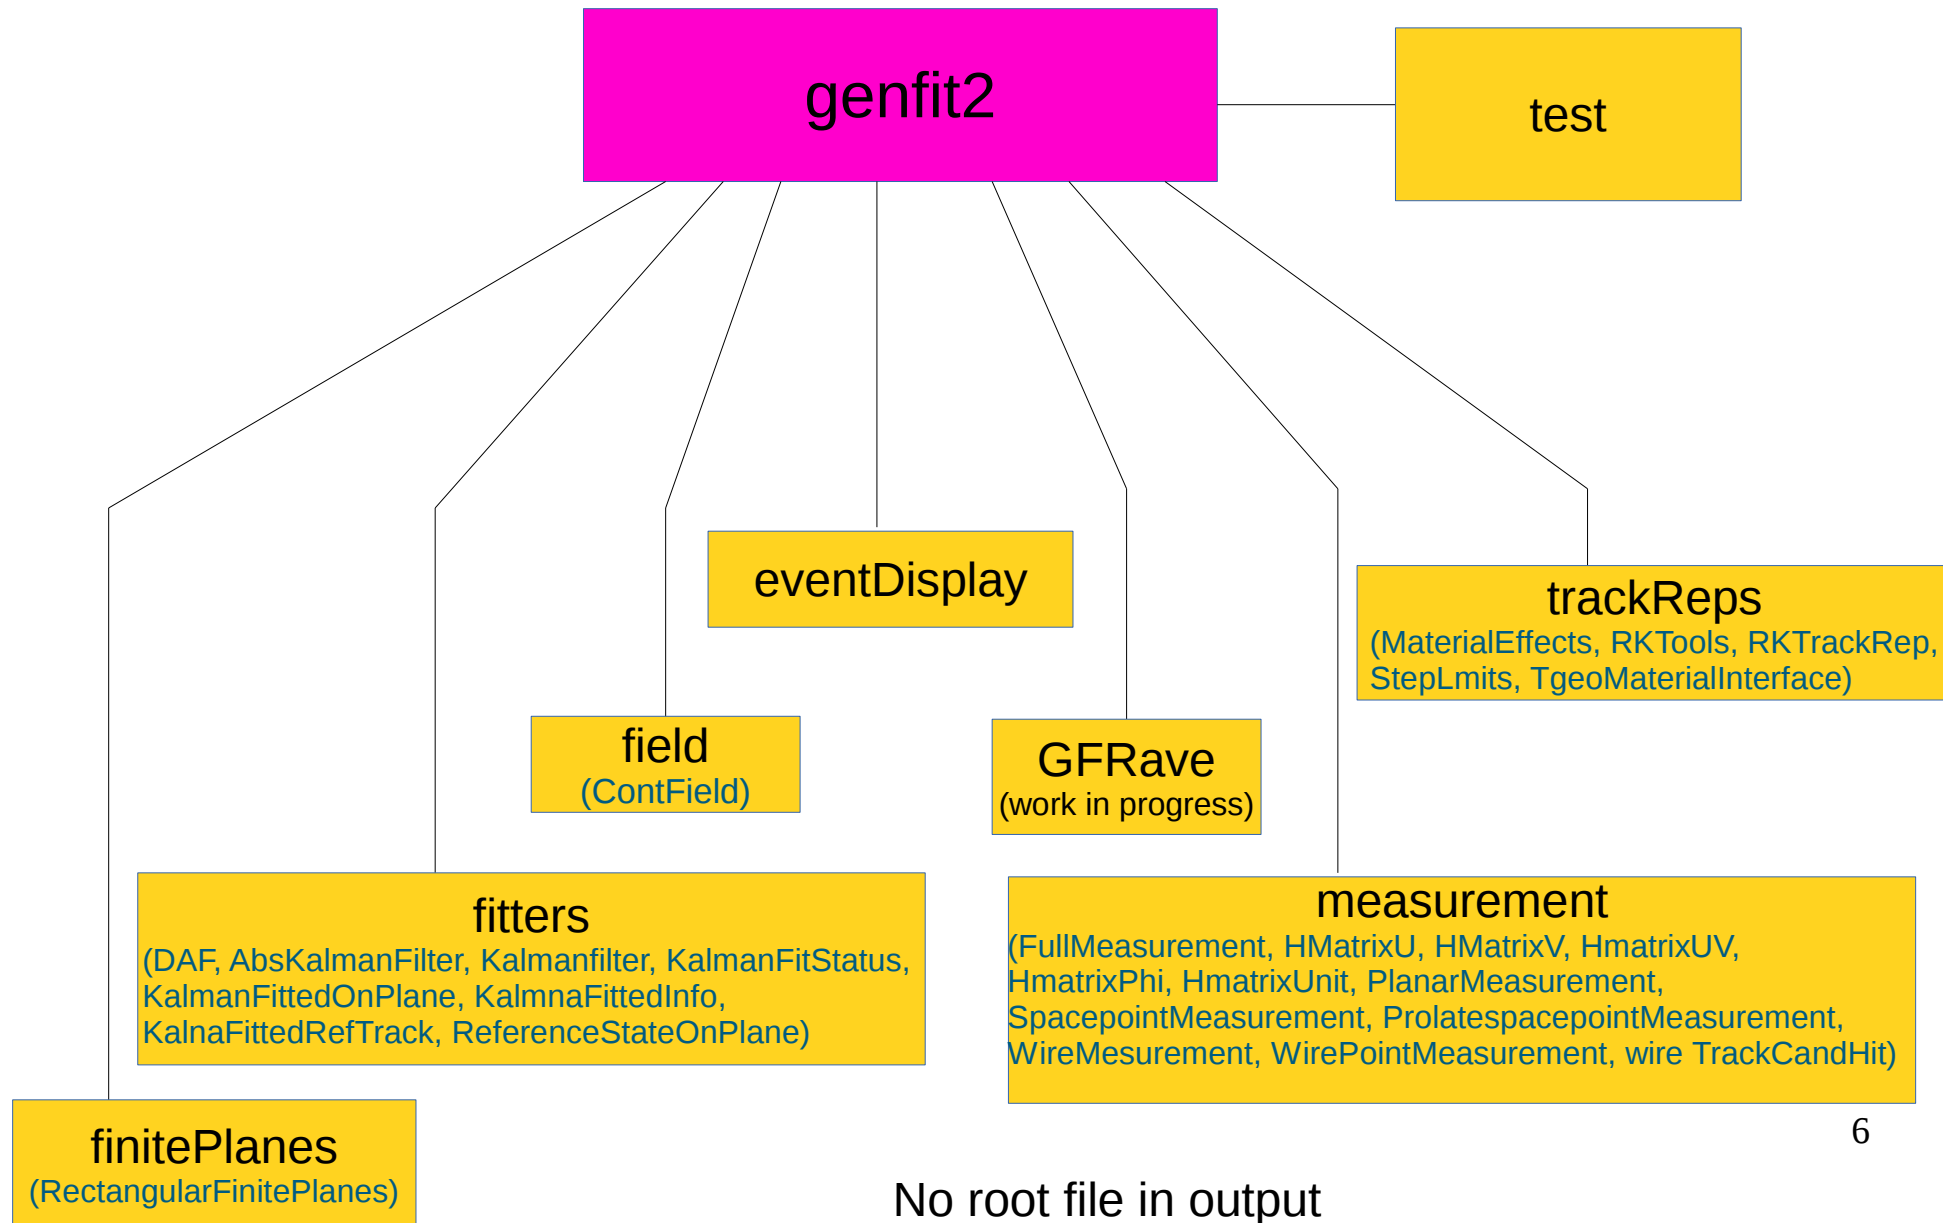 genfit2
test
eventDisplay
trackReps
(MaterialEffects, RKTools, RKTrackRep,
StepLmits, TgeoMaterialInterface)
field
(ContField)
GFRave
(work in progress)
fitters
(DAF, AbsKalmanFilter, Kalmanfilter, KalmanFitStatus,
KalmanFittedOnPlane, KalmnaFittedInfo,
KalnaFittedRefTrack, ReferenceStateOnPlane)
measurement
(FullMeasurement, HMatrixU, HMatrixV, HmatrixUV,
HmatrixPhi, HmatrixUnit, PlanarMeasurement,
SpacepointMeasurement, ProlatespacepointMeasurement,
WireMesurement, WirePointMeasurement, wire TrackCandHit)
finitePlanes
(RectangularFinitePlanes)
6
No root file in output